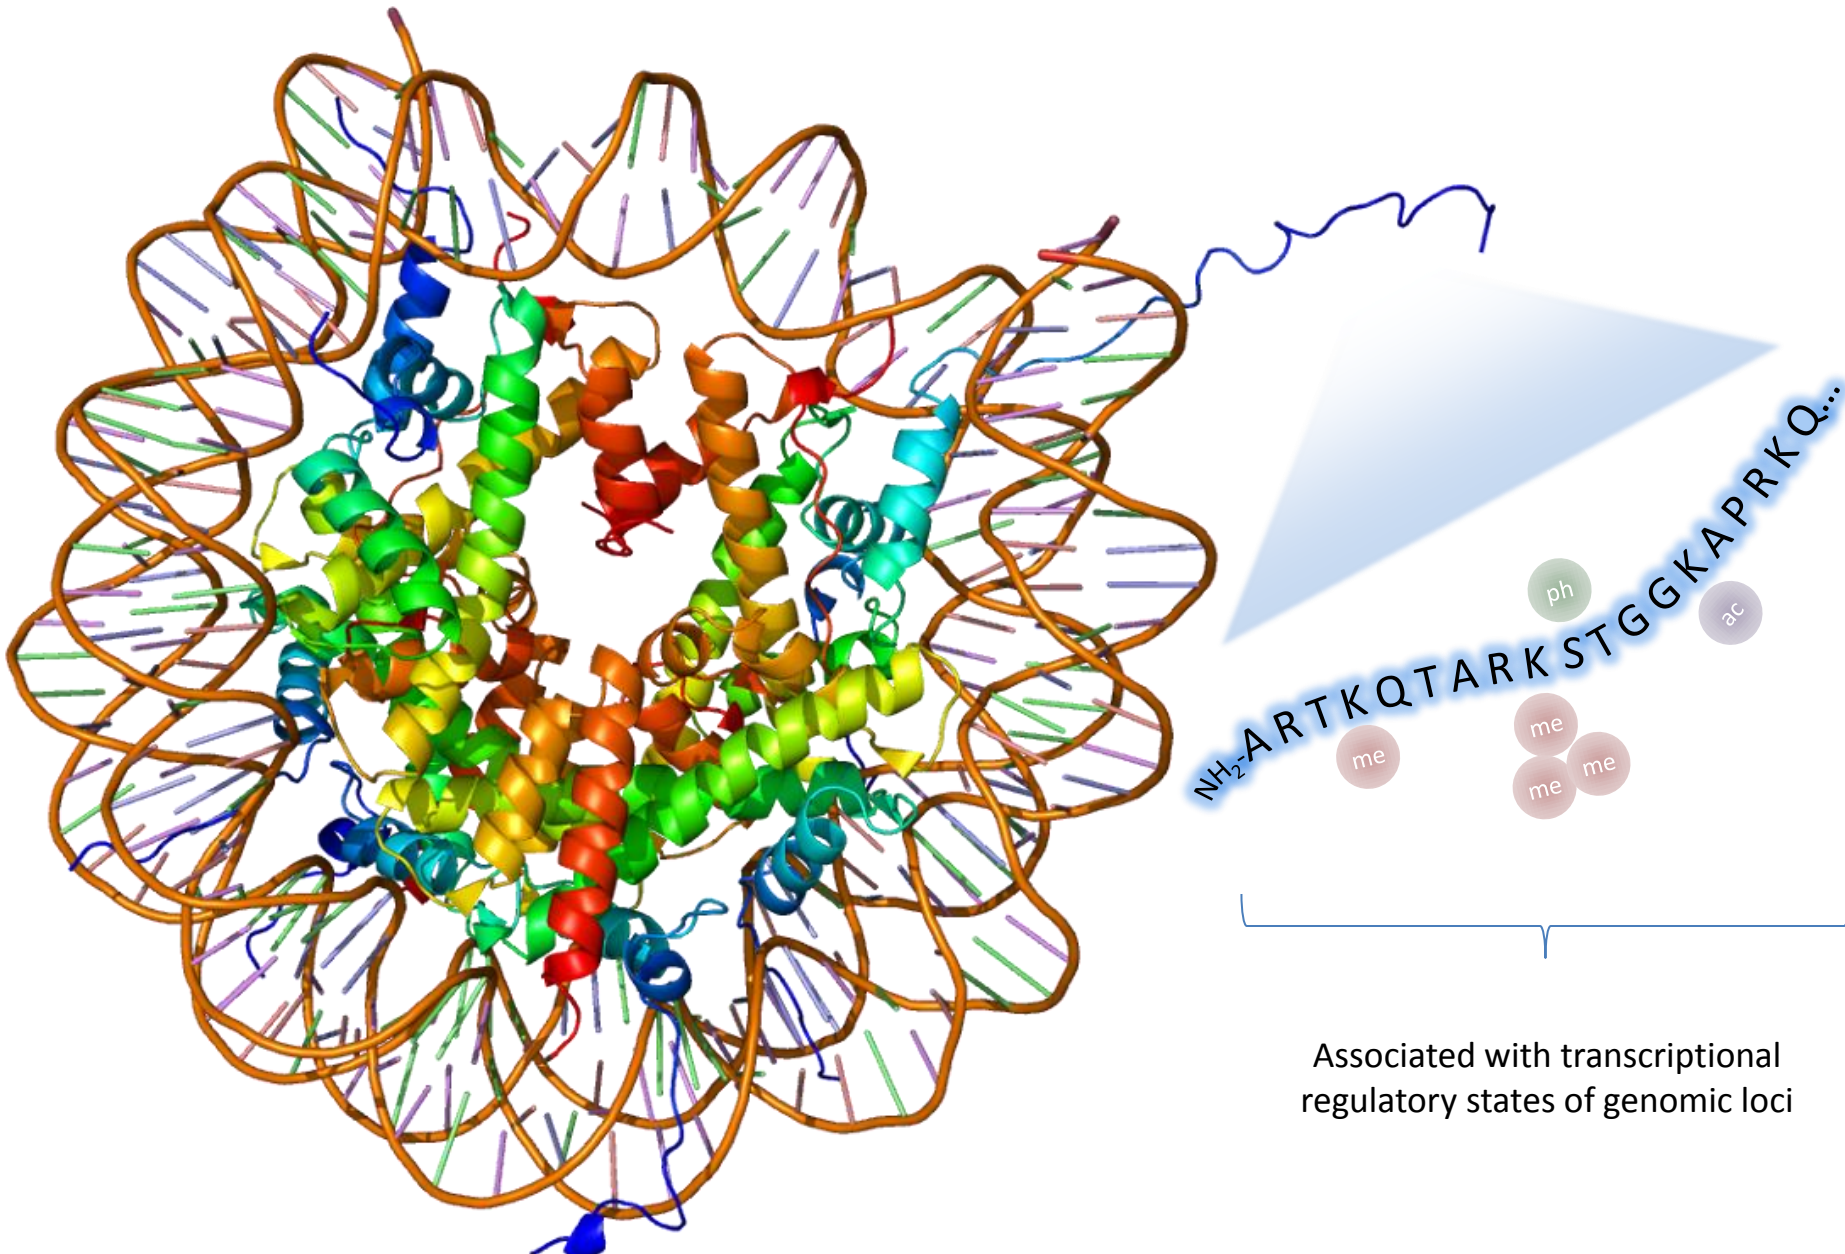 NH2-ARTKQTARKSTGGKAPRKQ...
ph
ac
me
me
me
me
Associated with transcriptional
regulatory states of genomic loci